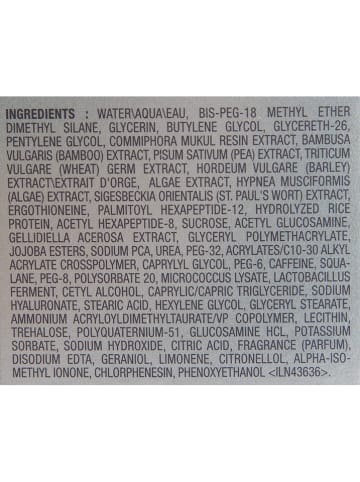 INGREDIENTS : WATER\AQUA\EAU, BIS-PEG-18 METHYL ETHER
DIMETHYL SILANE, GLYCERIN, BUTYLENE GLYCOL, GLYCERETH-26,
PENTYLENE GLYCOL, COMMIPHORA MUKUL RESIN EXTRACT, BAMBUSA
VULGARIS (BAMBOO) EXTRACT, PISUM SATIVUM (PEA) EXTRACT, TRITICUM
VULGARE (WHEAT) GERM EXTRACT, HORDEUM VULGARE (BARLEY)
EXTRACT\EXTRAIT D'ORGE, ALGAE EXTRACT, HYPNEA MUSCIFORMIS
(ALGAE) EXTRACT, SIGESBECKIA ORIENTALIS (ST. PAUL'S WORT) EXTRACT,
ERGOTHIONEINE, PALMITOYL HEXAPEPTIDE-12, HYDROLYZED RICE
PROTEIN, ACETYL HEXAPEPTIDE-8, SUCROSE, ACETYL GLUCOSAMINE,
GELLIDIELLA ACEROSA EXTRACT, GLYCERYL POLYMETHACRYLATE,
JOJOBA ESTERS, SODIUM PCA, UREA, PEG-32, ACRYLATES/C10-30 ALKYL
ACRYLATE CROSSPOLYMER, CAPRYLYL GLYCOL, PEG-6, CAFFEINE, SQUA-
LANE, PEG-8, POLYSORBATE 20, MICROCOCCUS LYSATE, LACTOBACILLUS
FERMENT, CETYL ALCOHOL, CAPRYLIC/CAPRIC TRIGLYCERIDE, SODIUM
HYALURONATE, STEARIC ACID, HEXYLENE GLYCOL, GLYCERYL STEARATE,
AMMONIUM ACRYLOYLDIMETHYLTAURATE/VP COPOLYMER, LECITHIN,
TREHALOSE, POLYQUATERNIUM-51, GLUCOSAMINE HCL, POTASSIUM
SORBATE, SODIUM HYDROXIDE, CITRIC ACID, FRAGRANCE (PARFUM),
DISODIUM EDTA, GERANIOL, LIMONENE, CITRONELLOL, ALPHA-ISO-
METHYL IONONE, CHLORPHENESIN, PHENOXYETHANOL <ILN43636>.